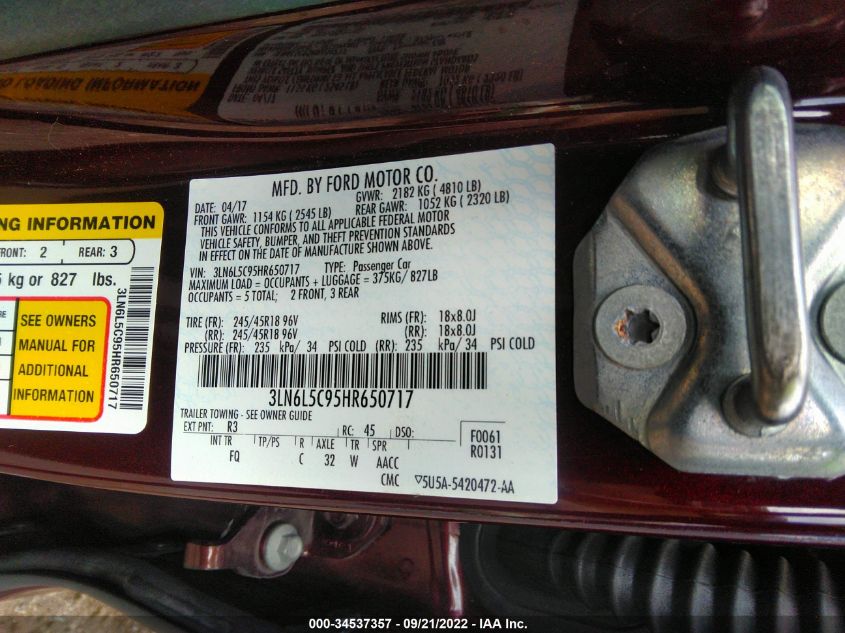 MFD. BY FORD MOTOR CO.
DATE: 04/17 GVWR: 2182 KG ( 4810 LB)
FRONT GAWR: 1154 KG ( 2545 LB) REAR GAWR: 1052 KG ( 2320 LB)
THIS VEHICLE CONFORMS TO ALL APPLICABLE FEDERAL MOTOR
VEHICLE SAFETY, BUMPER, AND THEFT PREVENTION STANDARDS
IN EFFECT ON THE DATE OF MANUFACTURE SHOWN ABOVE.
VIN: 3LN6L5C95HR650717 TYPE: Passenger Car
MAXIMUM LOAD = OCCUPANTS + LUGGAGE = 375KG/ 827LB
OCCUPANTS = 5 TOTAL; 2 FRONT, 3 REAR
TIRE (FR): 245/45R18 96V RIMS (FR): 18x8.0J
(RR): 245/45R18 96V (RR): 18x8.0J
PRESSURE (FR): 235 kPa/ 34 PSI COLD (RR): 235 kPa/ 34 PSI COLD
3LN6L5C95HR650717
TRAILER TOWING - SEE OWNER GUIDE
EXT PNT: R3 RC: 45 DSO: F0061
R0131
INT TR TP/PS R AXLE TR SPR
FQ C 32 W AACC
CMC ▽5U5A-5420472-AA
INFORMATION
FRONT: 2 REAR: 3
kg or 827 lbs.
SEE OWNERS
MANUAL FOR
ADDITIONAL
INFORMATION
3LN6L5C95HR650717
000-34537357 - 09/21/2022 - IAA Inc.